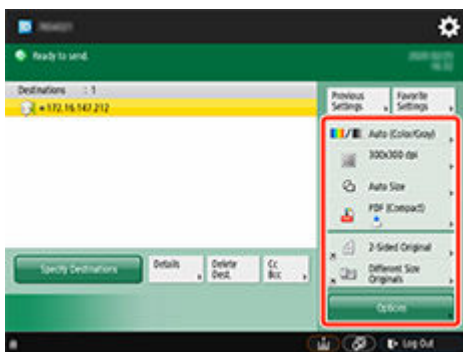 Ready to send.
Destinations : 1
172.16.147.212
Previous Settings
Favorite Settings
Auto (Color/Gray)
300x300 dpi
Auto Size
PDF (Compact)
2-Sided Original
Different Size Originals
Specify Destinations
Details
Delete Dest.
Cc Bcc
Options
Log Out